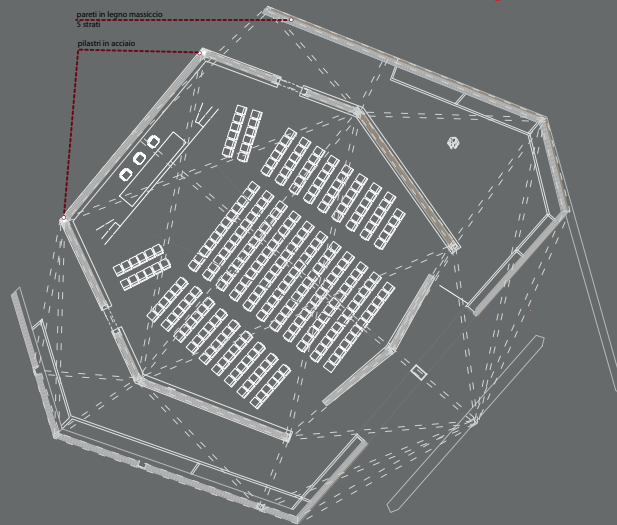 pareti in legno massiccio
5 strati
pilastri in acciaio